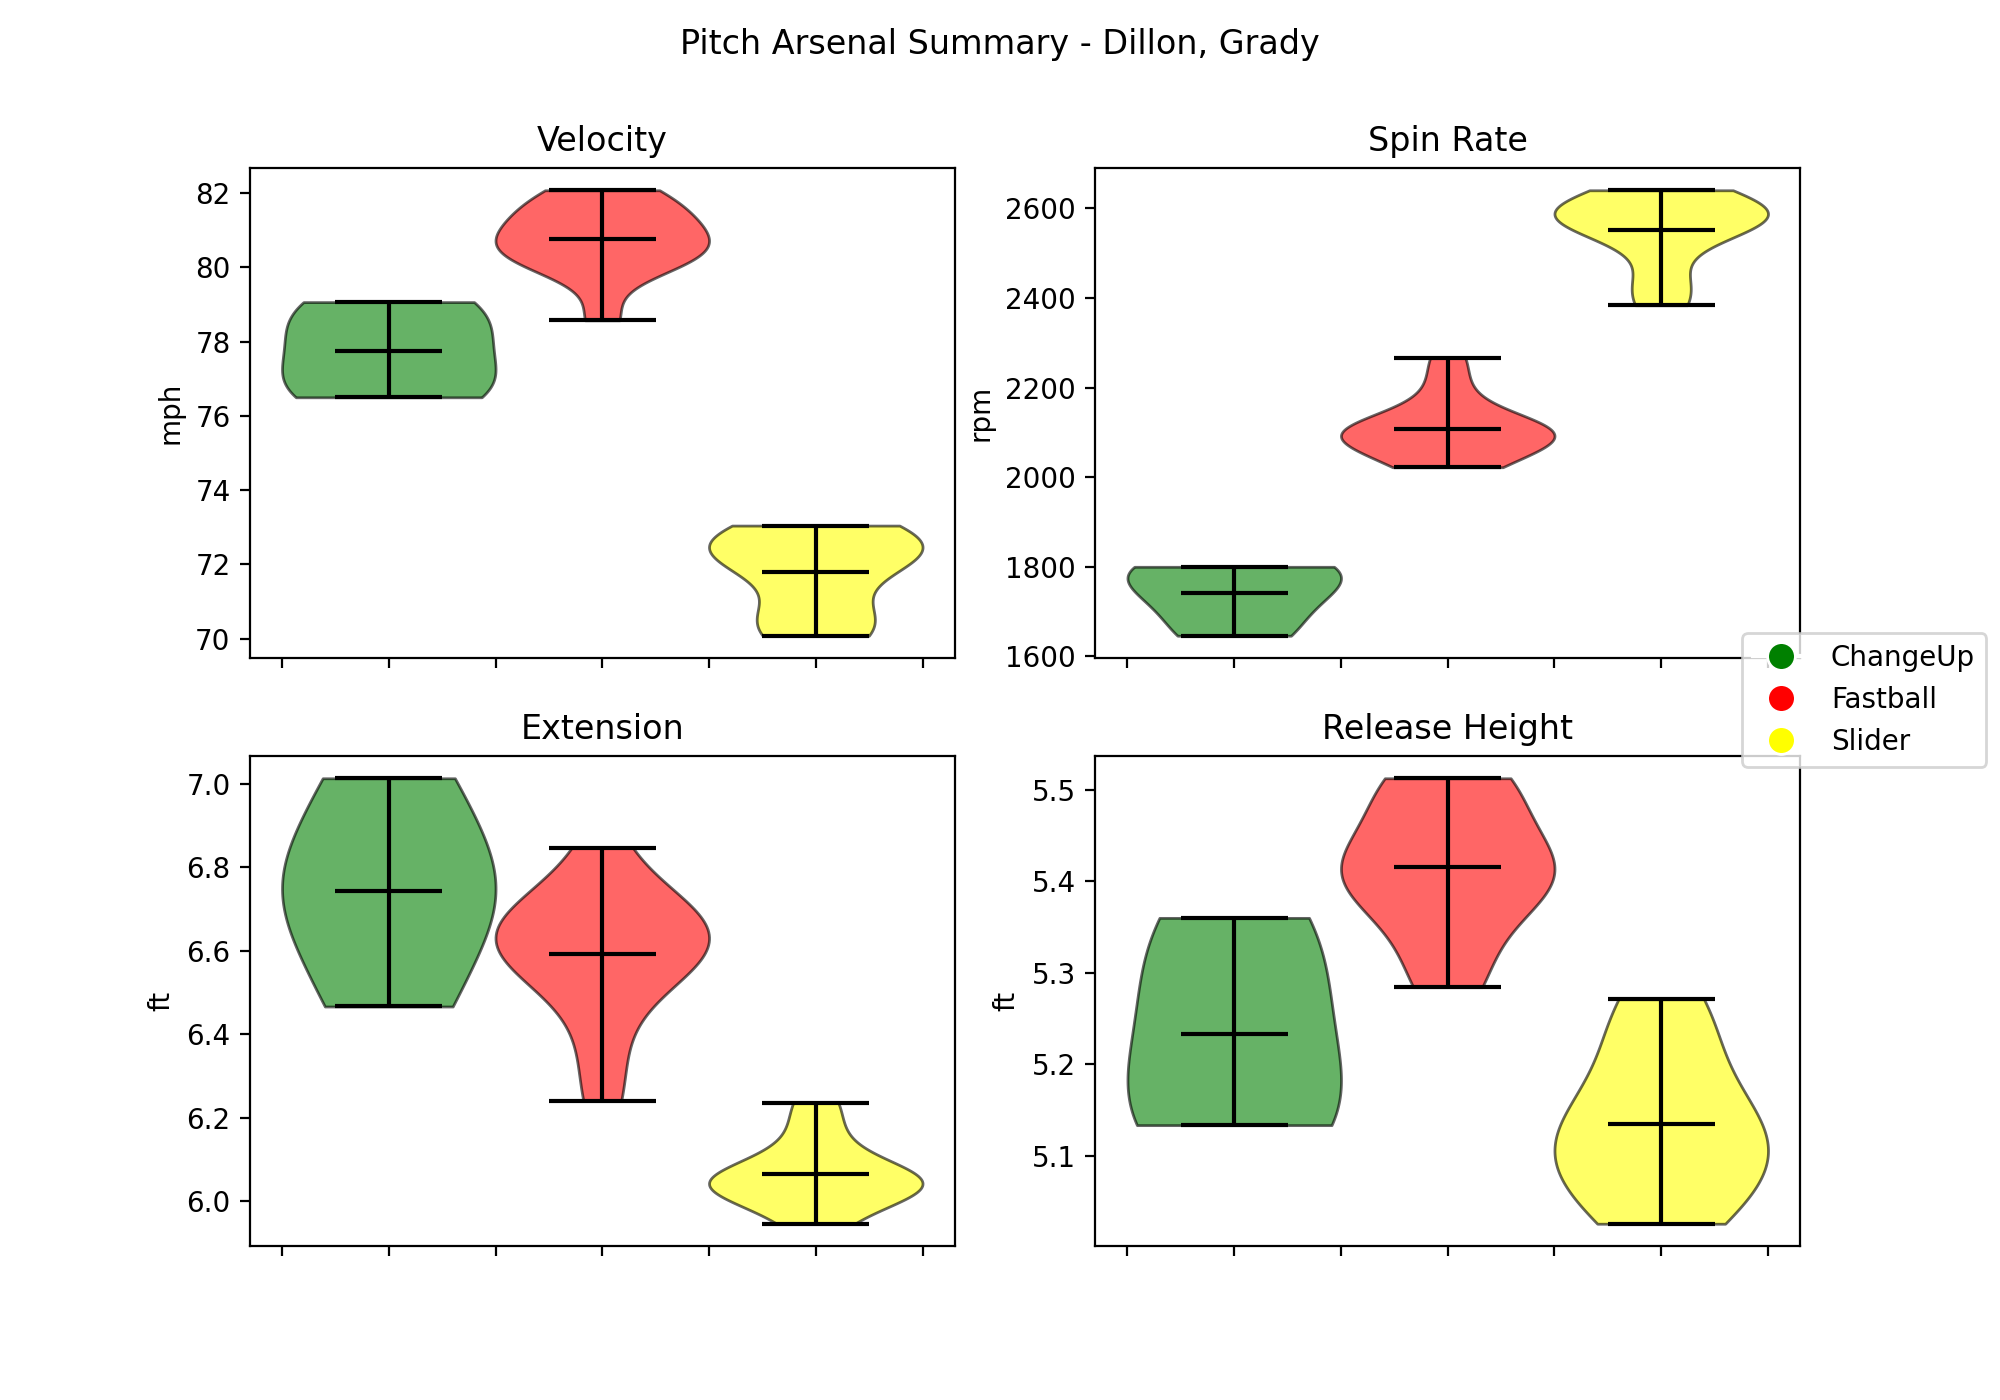 Pitch Arsenal Summary - Dillon, Grady
Velocity
82
80
78
76
74
72
70
mph
Spin Rate
2600
2400
2200
2000
1800
1600
rpm
ChangeUp
Fastball
Slider
Extension
7.0
6.8
6.6
6.4
6.2
6.0
ft
Release Height
5.5
5.4
5.3
5.2
5.1
ft